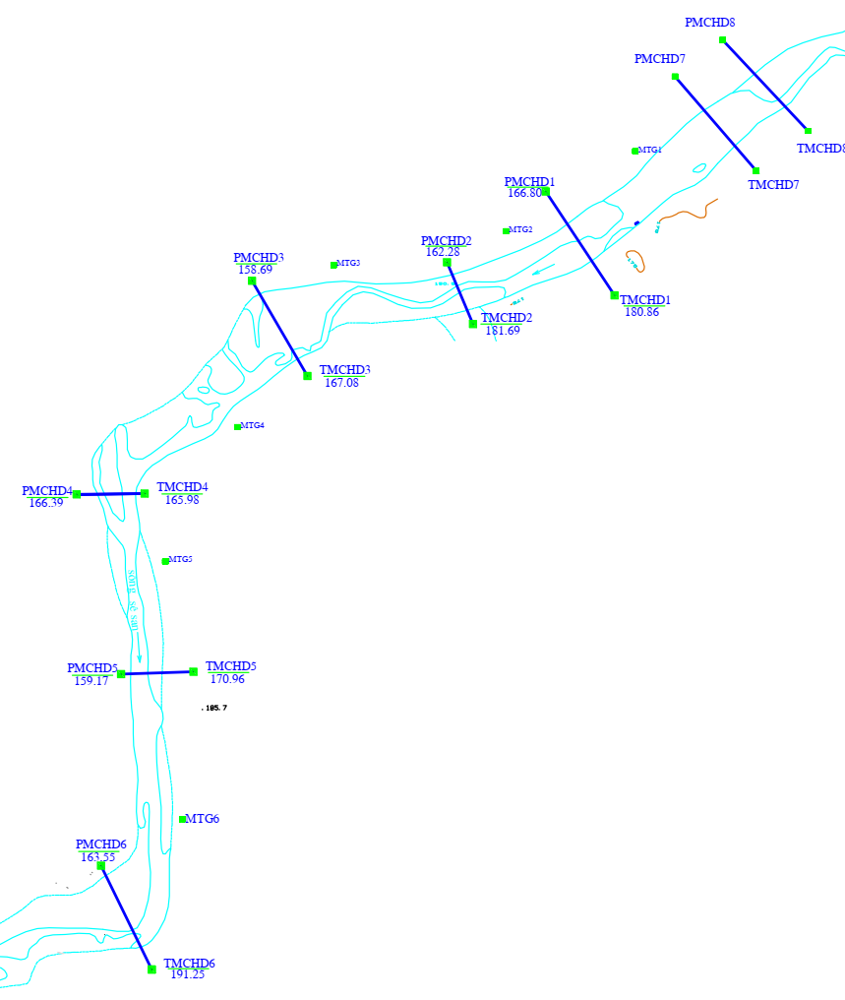 PMCHD8
PMCHD7
TMCHD8
MTG1
TMCHD7
PMCHD1
166.80
MTG2
PMCHD2
162.28
PMCHD3
158.69
MTG3
TMCHD1
180.86
TMCHD2
181.69
TMCHD3
167.08
MTG4
PMCHD4
166.39
TMCHD4
165.98
MTG5
PMCHD5
159.17
TMCHD5
170.96
.185.7
MTG6
PMCHD6
163.55
TMCHD6
191.25